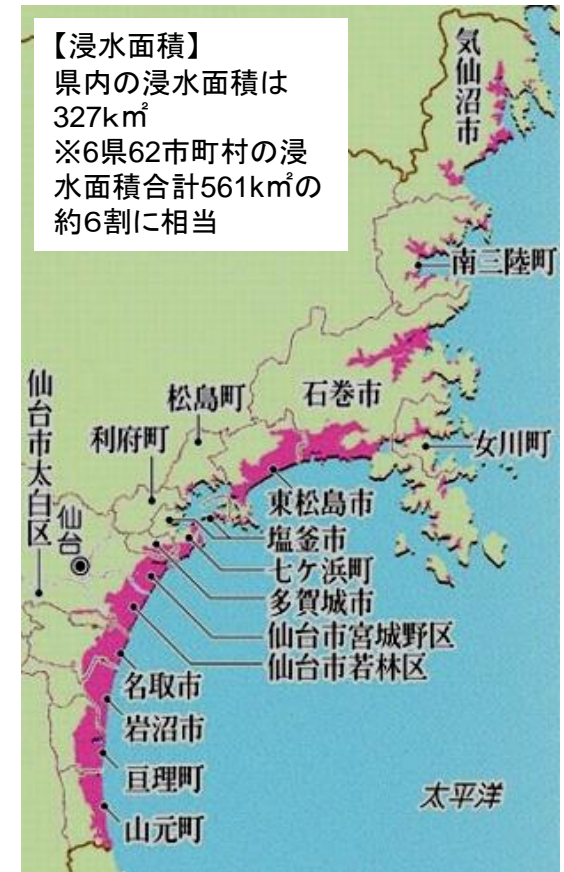 【浸水面積】
県内の浸水面積は
327k㎡
※6県62市町村の浸
水面積合計561k㎡の
約6割に相当
気仙沼市
南三陸町
石巻市
松島町
女川町
利府町
仙台市太白区
仙台
東松島市
塩釜市
七ケ浜町
多賀城市
仙台市宮城野区
仙台市若林区
名取市
岩沼市
亘理町
山元町
太平洋